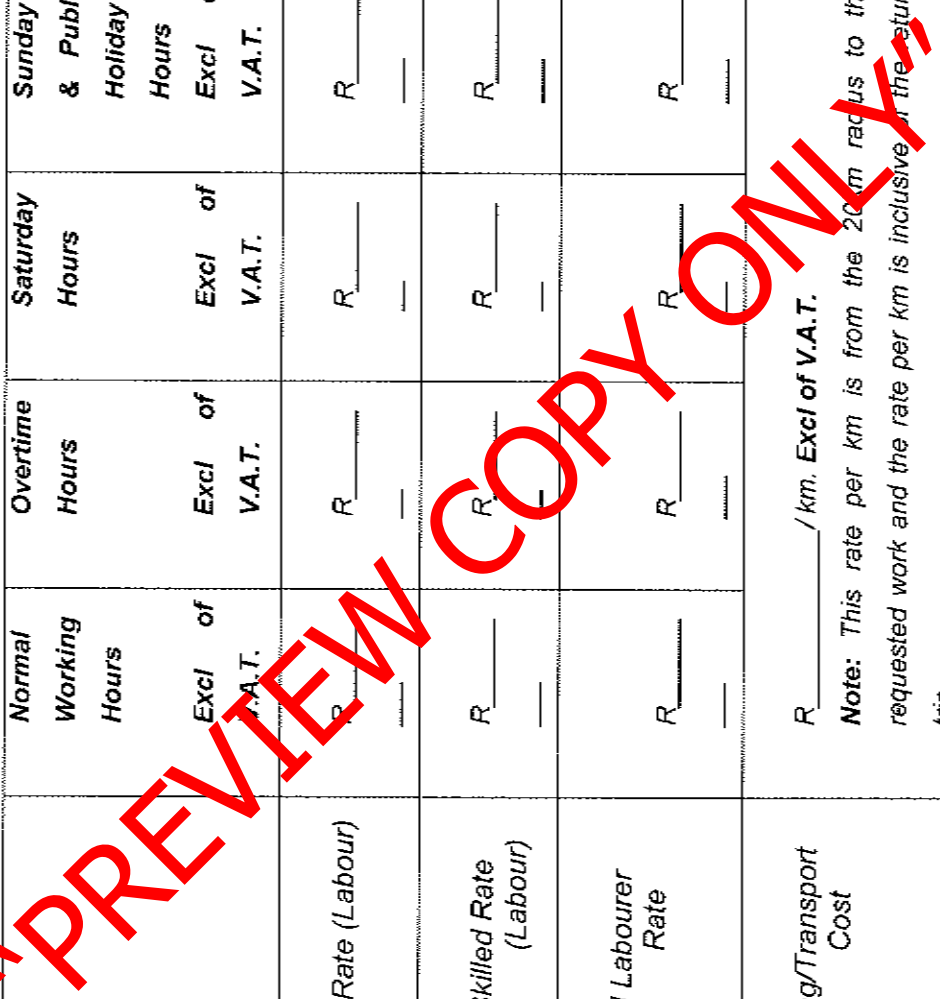 Normal
Working
Hours
Excl of
V.A.T.
Overtime
Hours
Excl of
V.A.T.
Saturday
Hours
Excl of
V.A.T.
Sunday
& Publ
Holiday
Hours
Excl
V.A.T.
Rate (Labour)
R
R
R
R
killed Rate
(Labour)
R
R
R
R
Labourer
Rate
R
R
R
R
g/Transport
Cost
R /km. Excl of V.A.T.
Note: This rate per km is from the 20km radius to th
requested work and the rate per km is inclusive the retur
"PREVIEW COPY ONLY"